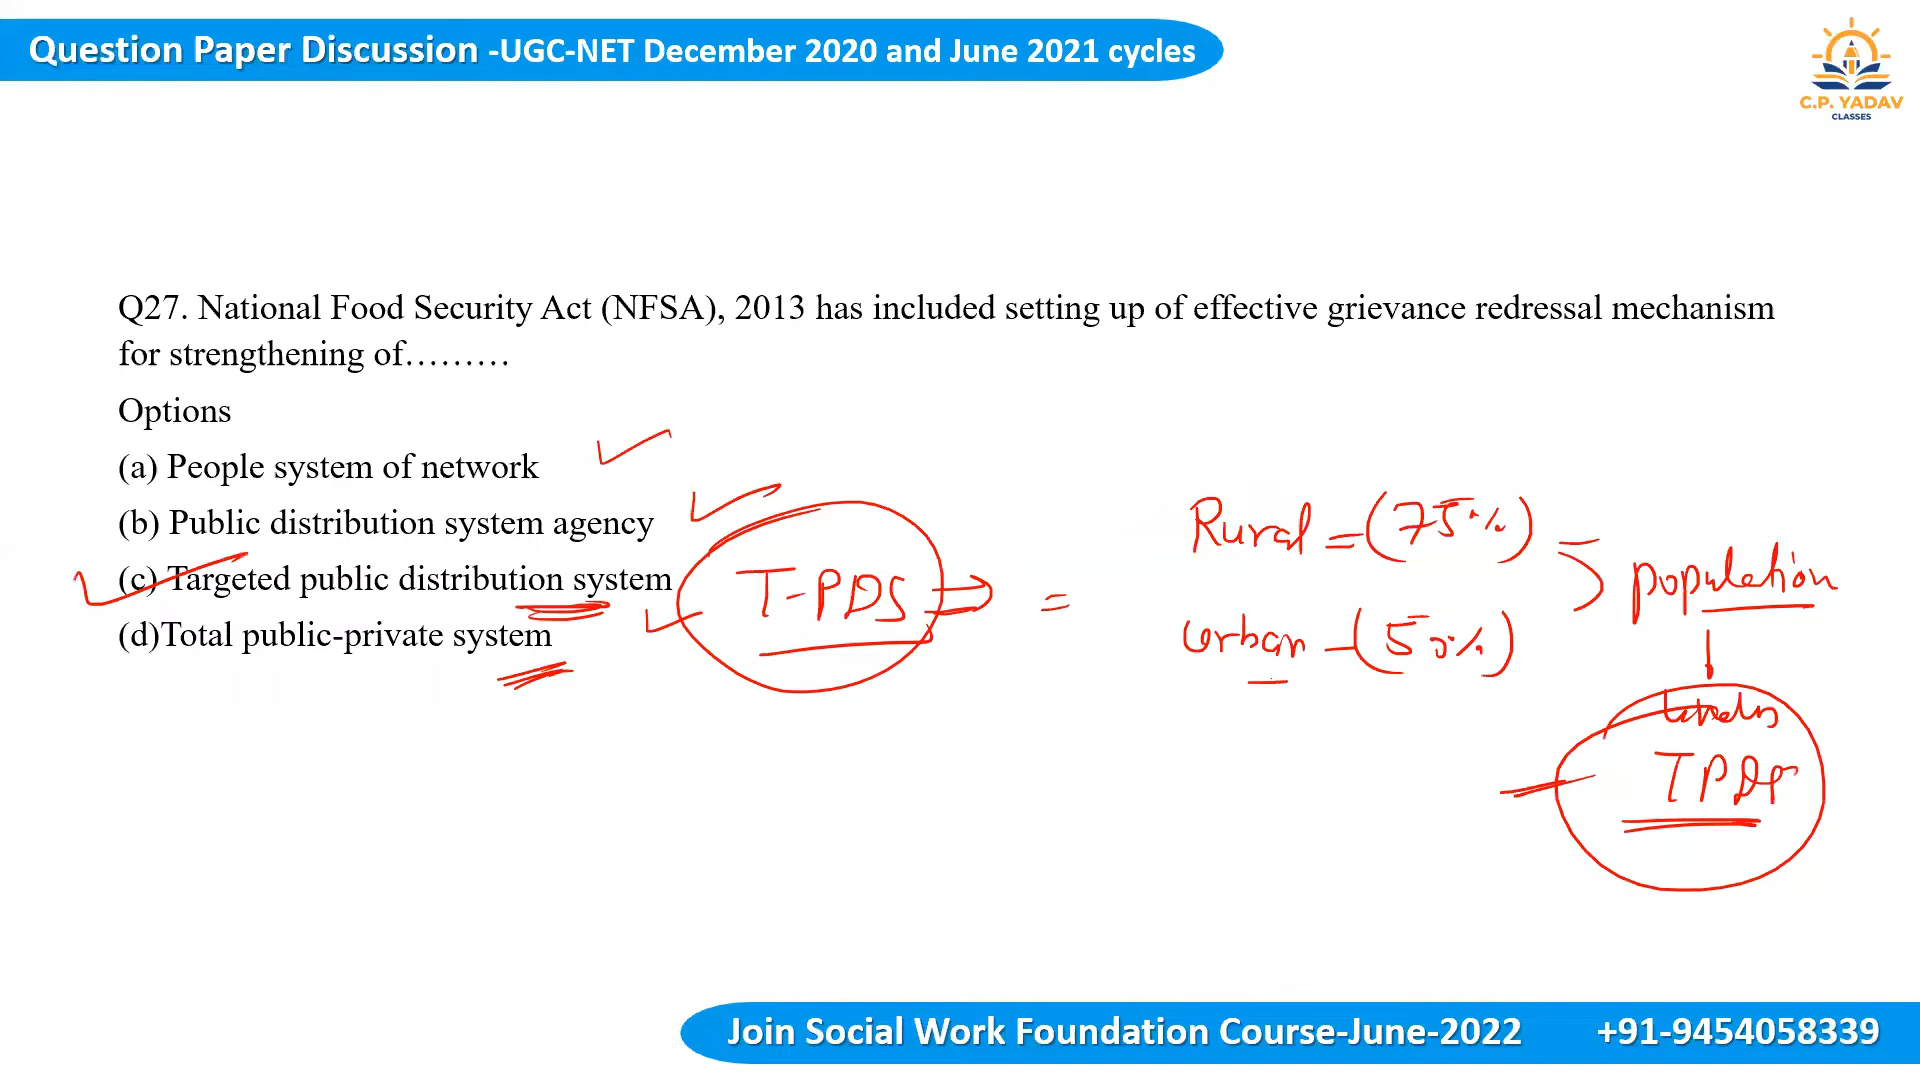 Question Paper Discussion -UGC-NET December 2020 and June 2021 cycles
C.P. YADAV
CLASSES
Q27. National Food Security Act (NFSA), 2013 has included setting up of effective grievance redressal mechanism
for strengthening of.........
Options
(a) People system of network
(b) Public distribution system agency
(c) Targeted public distribution system
(d)Total public-private system
T-PDS
=
Rural = (75%)
Urban - (50%)
population
TPDS
Join Social Work Foundation Course-June-2022 +91-9454058339